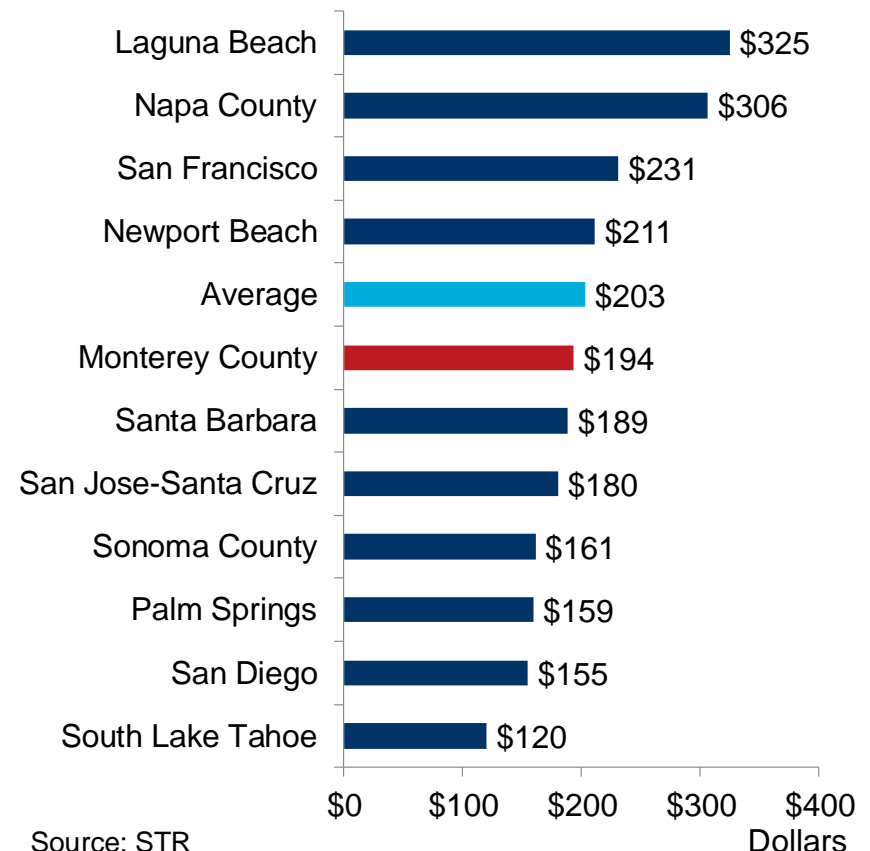 Laguna Beach $325
Napa County $306
San Francisco $231
Newport Beach $211
Average $203
Monterey County $194
Santa Barbara $189
San Jose-Santa Cruz $180
Sonoma County $161
Palm Springs $159
San Diego $155
South Lake Tahoe $120
$0 $100 $200 $300 $400
Source: STR Dollars